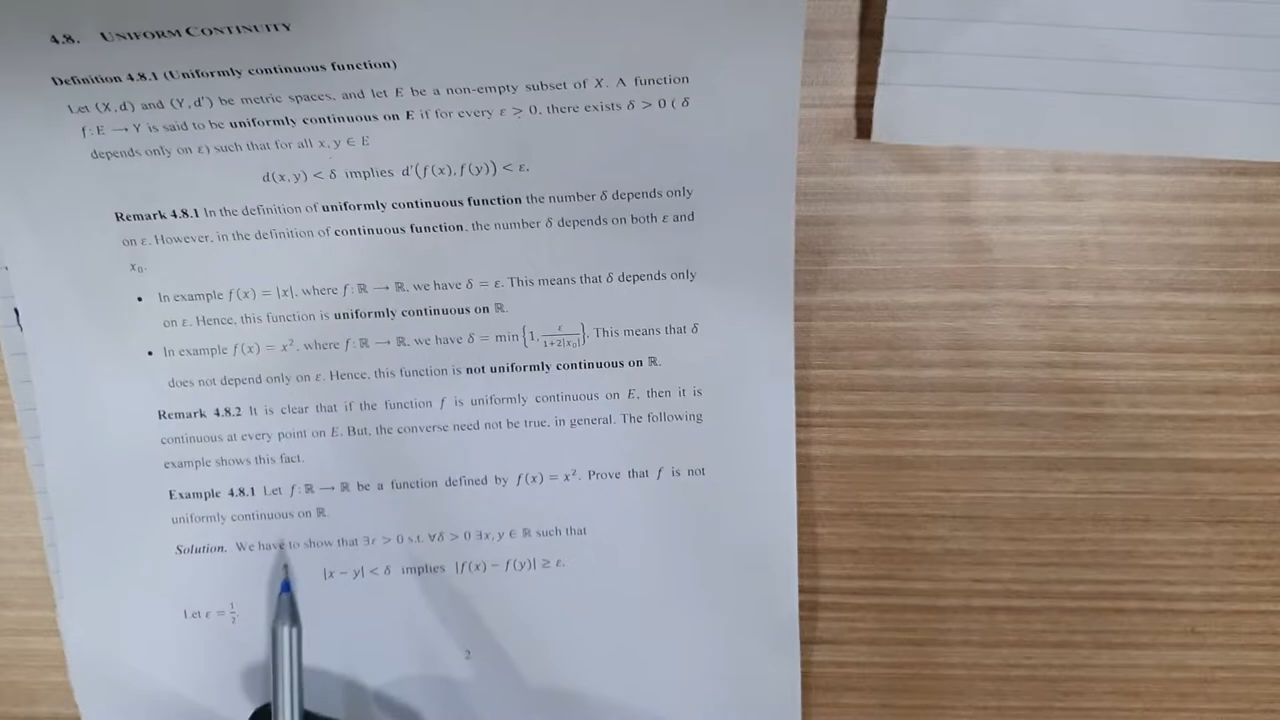 4.8. UNIFORM CONTINUITY
Definition 4.8.1 (Uniformly continuous function)
Let (X,d) and (Y,d′) be metric spaces, and let E be a non-empty subset of X. A function
f: E → Y is said to be uniformly continuous on E if for every ε > 0, there exists δ > 0 ( δ
depends only on ε) such that for all x, y ∈ E
d(x,y) < δ implies d′(f(x), f(y)) < ε.
Remark 4.8.1 In the definition of uniformly continuous function the number δ depends only
on ε. However, in the definition of continuous function, the number δ depends on both ε and
x₀.
• In example f(x) = |x|, where f: ℝ → ℝ, we have δ = ε. This means that δ depends only
on ε. Hence, this function is uniformly continuous on ℝ.
• In example f(x) = x², where f: ℝ → ℝ, we have δ = min{1, ε/(1+2|x₀|)}. This means that δ
does not depend only on ε. Hence, this function is not uniformly continuous on ℝ.
Remark 4.8.2 It is clear that if the function f is uniformly continuous on E, then it is
continuous at every point on E. But, the converse need not be true, in general. The following
example shows this fact.
Example 4.8.1 Let f: ℝ → ℝ be a function defined by f(x) = x². Prove that f is not
uniformly continuous on ℝ.
Solution. We have to show that ∃ε > 0 s.t. ∀δ > 0 ∃x, y ∈ ℝ such that
|x − y| < δ implies |f(x) − f(y)| ≥ ε.
Let ε = 1/2.
2